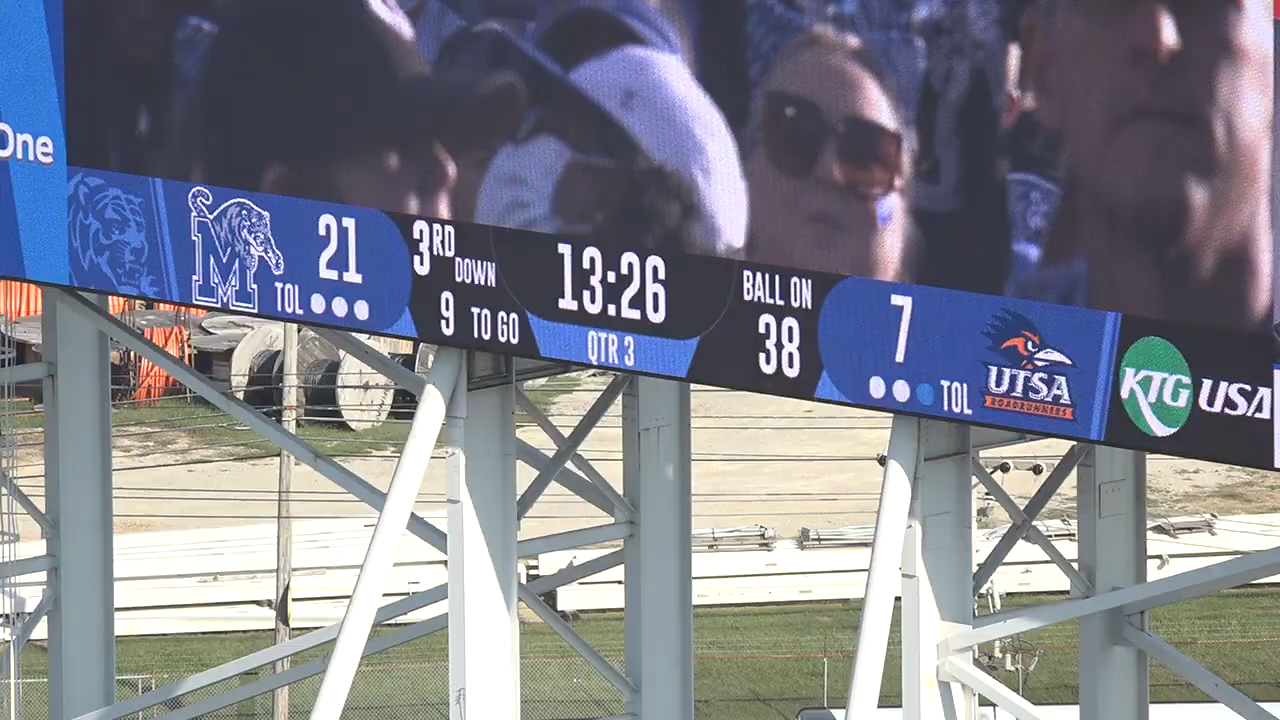 One
M
21
TOL
3RD
DOWN
9 TO GO
13:26
QTR 3
BALL ON
38
7
TOL
UTSA
ROADRUNNERS
KTG USA